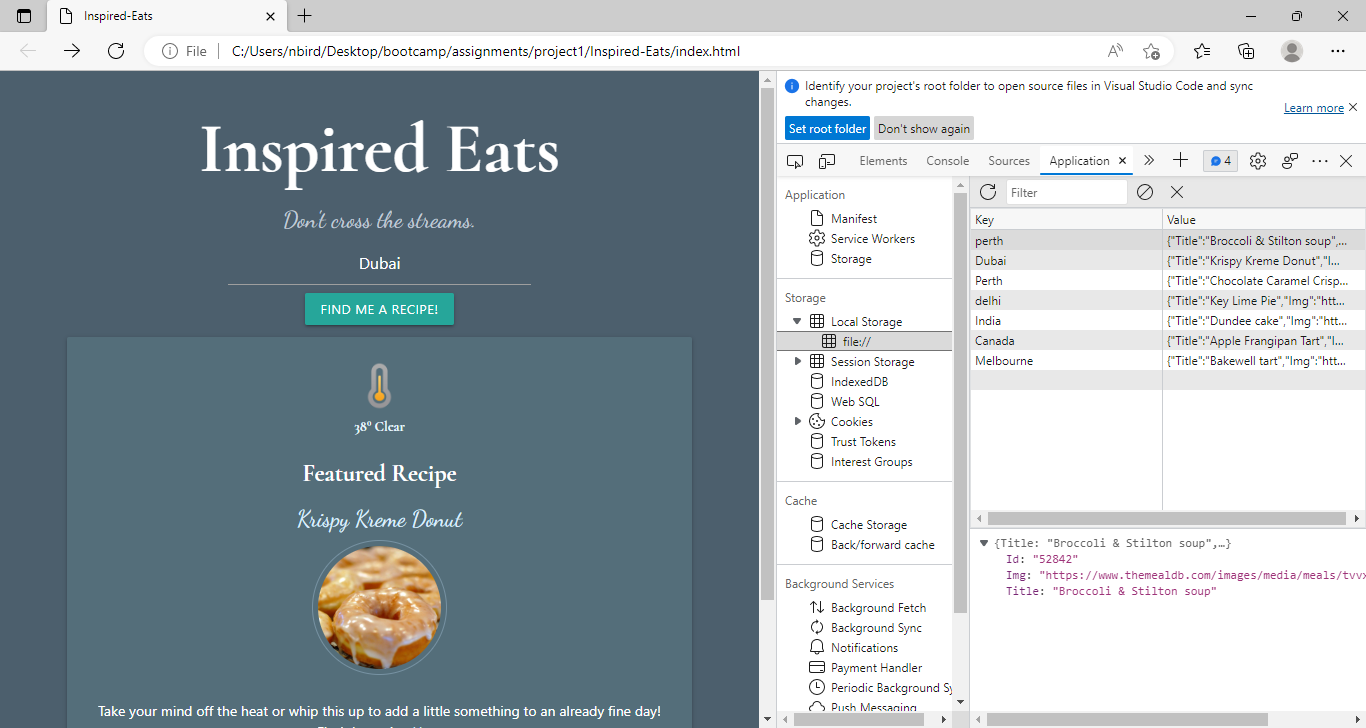 Inspired-Eats
File
C:/Users/nbird/Desktop/bootcamp/assignments/project1/Inspired-Eats/index.html
Inspired Eats
Don't cross the streams.
Dubai
FIND ME A RECIPE!
38° Clear
Featured Recipe
Krispy Kreme Donut
Take your mind off the heat or whip this up to add a little something to an already fine day!
Identify your project's root folder to open source files in Visual Studio Code and sync
changes.
Learn more
Set root folder Don't show again
Elements Console Sources Application 4
Application
Manifest
Service Workers
Storage
Storage
Local Storage
file://
Session Storage
IndexedDB
Web SQL
Cookies
Trust Tokens
Interest Groups
Cache
Cache Storage
Back/forward cache
Background Services
Background Fetch
Background Sync
Notifications
Payment Handler
Periodic Background Sy
Push Messaging
Filter
Key Value
perth {"Title":"Broccoli & Stilton soup",...
Dubai {"Title":"Krispy Kreme Donut","I...
Perth {"Title":"Chocolate Caramel Crisp...
delhi {"Title":"Key Lime Pie","Img":"htt...
India {"Title":"Dundee cake","Img":"htt...
Canada {"Title":"Apple Frangipan Tart","I...
Melbourne {"Title":"Bakewell tart","Img":"htt...
{Title: "Broccoli & Stilton soup",…}
Id: "52842"
Img: "https://www.themealdb.com/images/media/meals/tvvx
Title: "Broccoli & Stilton soup"